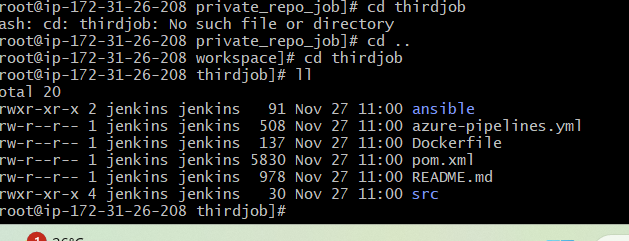 root@ip-172-31-26-208 private_repo_job]# cd thirdjob
ash: cd: thirdjob: No such file or directory
root@ip-172-31-26-208 private_repo_job]# cd ..
root@ip-172-31-26-208 workspace]# cd thirdjob
root@ip-172-31-26-208 thirdjob]# ll
otal 20
rwxr-xr-x 2 jenkins jenkins   91 Nov 27 11:00 ansible
rw-r--r-- 1 jenkins jenkins  508 Nov 27 11:00 azure-pipelines.yml
rw-r--r-- 1 jenkins jenkins  137 Nov 27 11:00 Dockerfile
rw-r--r-- 1 jenkins jenkins 5830 Nov 27 11:00 pom.xml
rw-r--r-- 1 jenkins jenkins  978 Nov 27 11:00 README.md
rwxr-xr-x 4 jenkins jenkins   30 Nov 27 11:00 src
root@ip-172-31-26-208 thirdjob]#
1